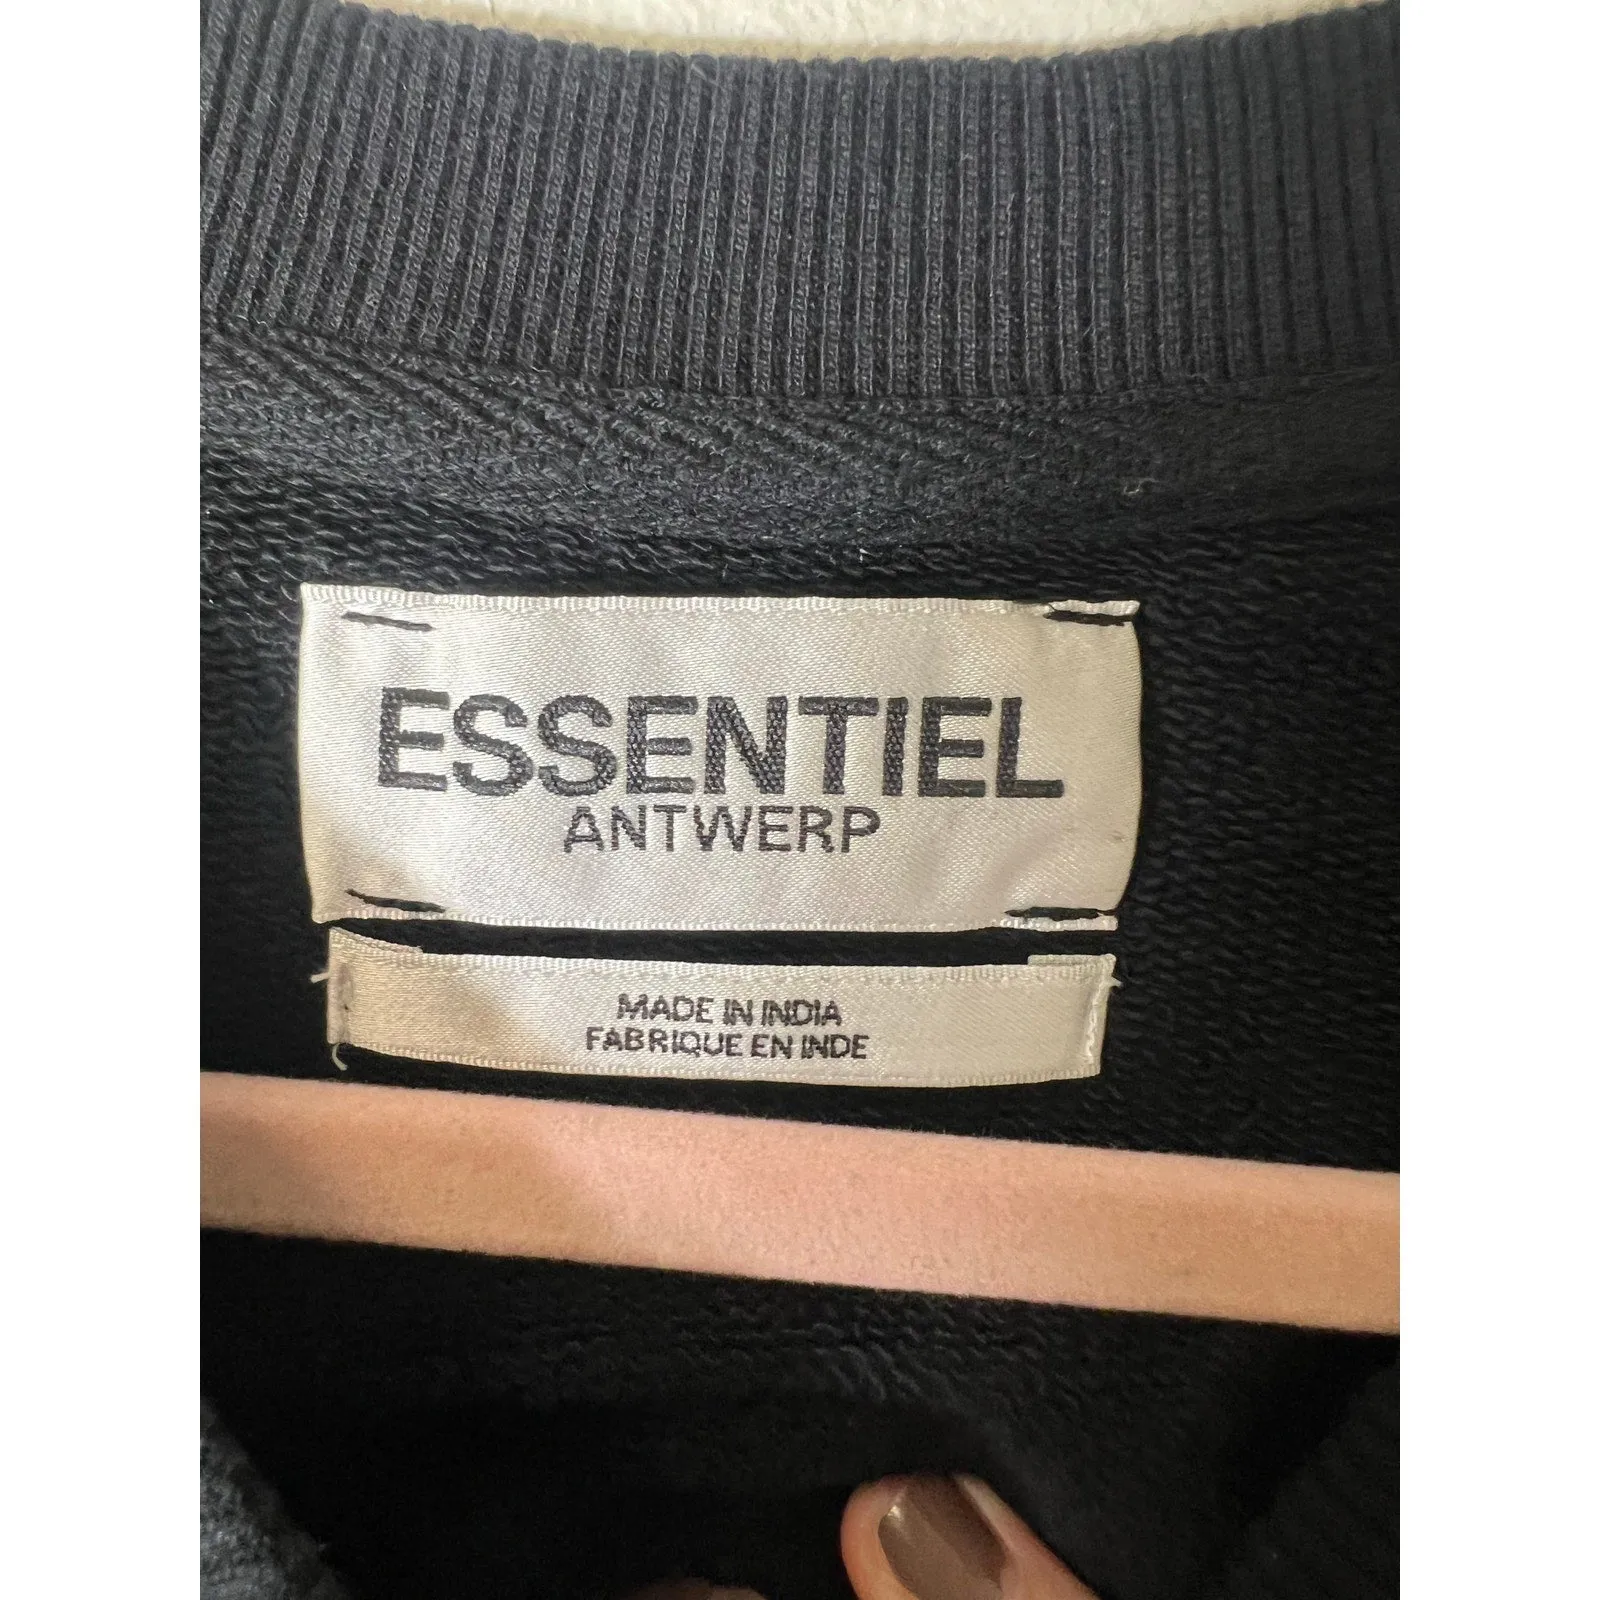 ESSENTIEL
ANTWERP
MADE IN INDIA
FABRIQUE EN INDE